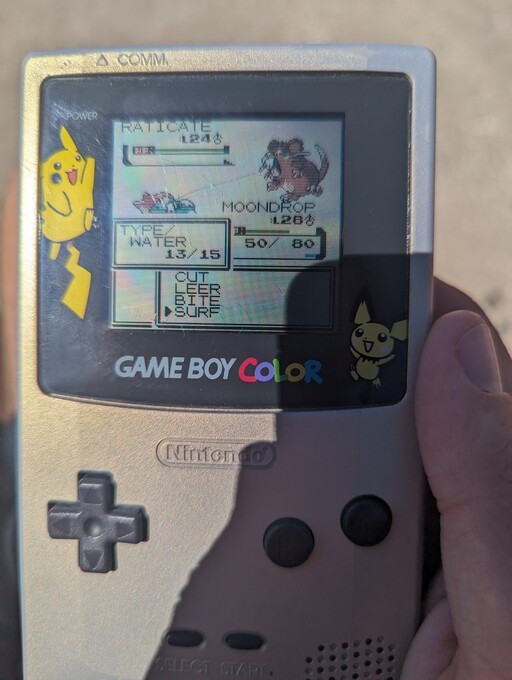 COMM.
POWER
RATICATE
:L24♂
HP:
MOONDROP
:L28♂
TYPE/
WATER
13/15
50/ 80
CUT
LEER
BITE
▶SURF
GAME BOY COLOR
Nintendo
SELECT START